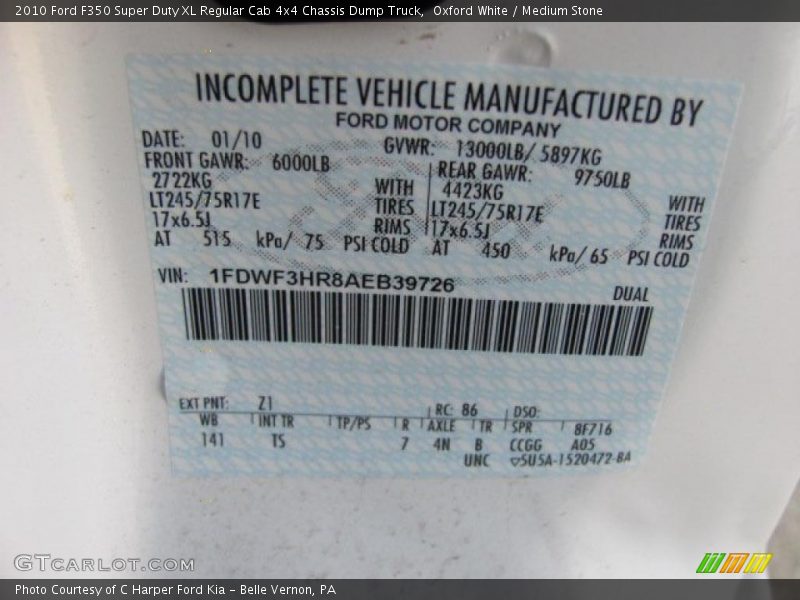 2010 Ford F350 Super Duty XL Regular Cab 4x4 Chassis Dump Truck,  Oxford White / Medium Stone
INCOMPLETE VEHICLE MANUFACTURED BY
FORD MOTOR COMPANY
DATE: 01/10 GVWR: 13000LB/ 5897KG
FRONT GAWR: 6000LB REAR GAWR: 9750LB
2722KG WITH 4423KG WITH
LT245/75R17E TIRES LT245/75R17E TIRES
17x6.5J RIMS 17x6.5J RIMS
AT 515 kPa/ 75 PSI COLD AT 450 kPa/ 65 PSI COLD
VIN: 1FDWF3HR8AEB39726
DUAL
EXT PNT: Z1 RC: 86 DSO:
WB INT TR TP/PS R AXLE TR SPR 8F716
141 TS 7 4N B CCGG A05
UNC ▽5U5A-1520472-BA
GTCARLOT.COM
Photo Courtesy of C Harper Ford Kia – Belle Vernon, PA